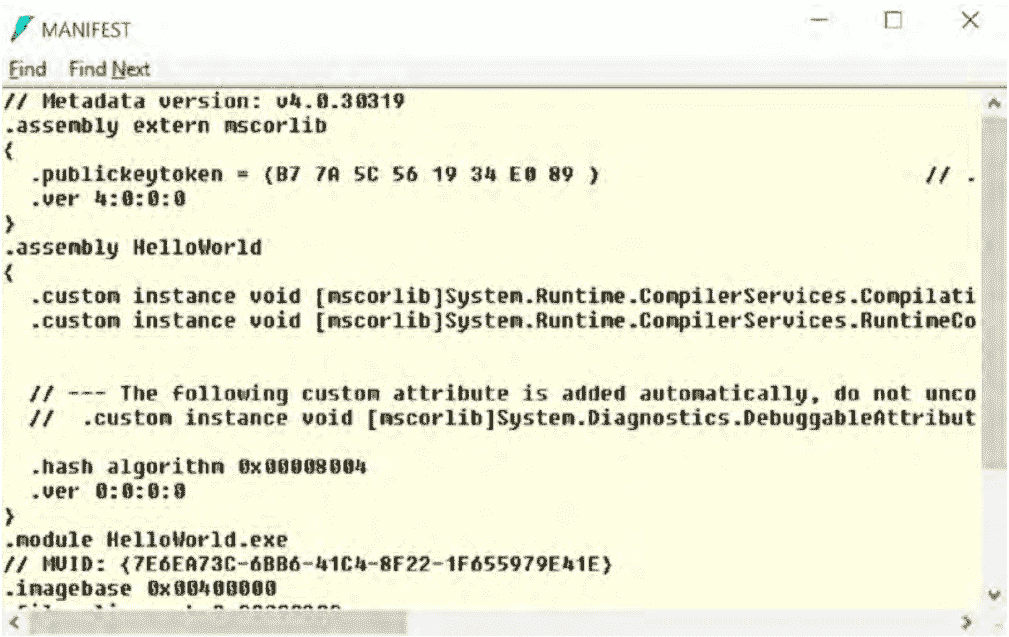 MANIFEST
Find Find Next
// Metadata version: v4.0.30319
.assembly extern mscorlib
{
  .publickeytoken = (B7 7A 5C 56 19 34 E0 89 ) // .
  .ver 4:0:0:0
}
.assembly HelloWorld
{
  .custom instance void [mscorlib]System.Runtime.CompilerServices.Compilati
  .custom instance void [mscorlib]System.Runtime.CompilerServices.RuntimeCo
  // --- The following custom attribute is added automatically, do not unco
  //  .custom instance void [mscorlib]System.Diagnostics.DebuggableAttribut
  .hash algorithm 0x00008004
  .ver 0:0:0:0
}
.module HelloWorld.exe
// MVID: {7E6EA73C-6BB6-41C4-8F22-1F655979E41E}
.imagebase 0x00400000